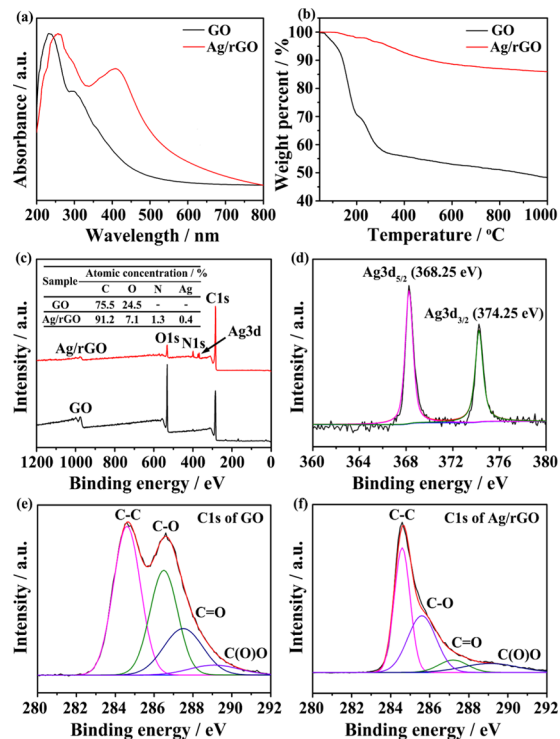 (a)
GO
Ag/rGO
Absorbance / a.u.
200 300 400 500 600 700 800
Wavelength / nm
(b)
GO
Ag/rGO
Weight percent / %
100
90
80
70
60
50
40
0 200 400 600 800 1000
Temperature / °C
(c)
Sample Atomic concentration / %
C O N Ag
GO 75.5 24.5 - -
Ag/rGO 91.2 7.1 1.3 0.4
C1s
O1s
N1s
Ag3d
Ag/rGO
GO
Intensity / a.u.
1200 1000 800 600 400 200 0
Binding energy / eV
(d)
Ag3d5/2 (368.25 eV)
Ag3d3/2 (374.25 eV)
Intensity / a.u.
360 364 368 372 376 380
Binding energy / eV
(e)
C1s of GO
C-C
C-O
C=O
C(O)O
Intensity / a.u.
280 282 284 286 288 290 292
Binding energy / eV
(f)
C1s of Ag/rGO
C-C
C-O
C=O
C(O)O
Intensity / a.u.
280 282 284 286 288 290 292
Binding energy / eV